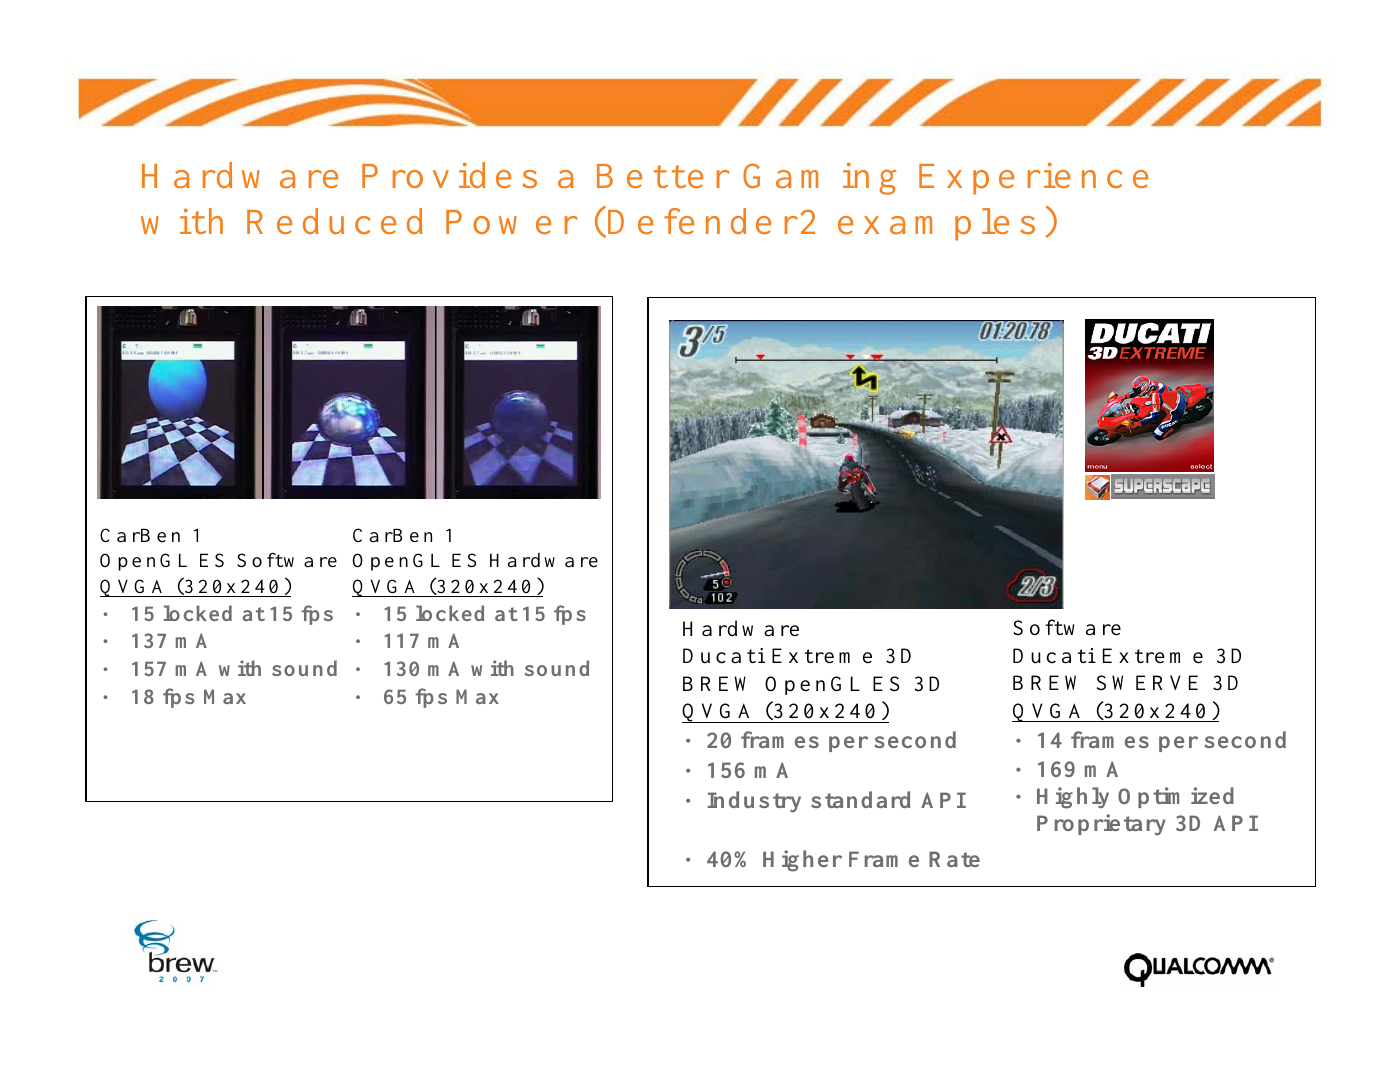 Hardware Provides a Better Gaming Experience
with Reduced Power (Defender2 examples)
CarBen 1
OpenGL ES Software
QVGA (320x240)
• 15 locked at 15 fps
• 137 mA
• 157 mA with sound
• 18 fps Max
CarBen 1
OpenGL ES Hardware
QVGA (320x240)
• 15 locked at 15 fps
• 117 mA
• 130 mA with sound
• 65 fps Max
3/5
01:20.78
5
102
2/3
DUCATI
3D EXTREME
DUCATI
menu
select
SUPERSCAPE
Hardware
Ducati Extreme 3D
BREW OpenGL ES 3D
QVGA (320x240)
• 20 frames per second
• 156 mA
• Industry standard API
• 40% Higher Frame Rate
Software
Ducati Extreme 3D
BREW SWERVE 3D
QVGA (320x240)
• 14 frames per second
• 169 mA
• Highly Optimized
Proprietary 3D API
brew™
2007
QUALCOMM®